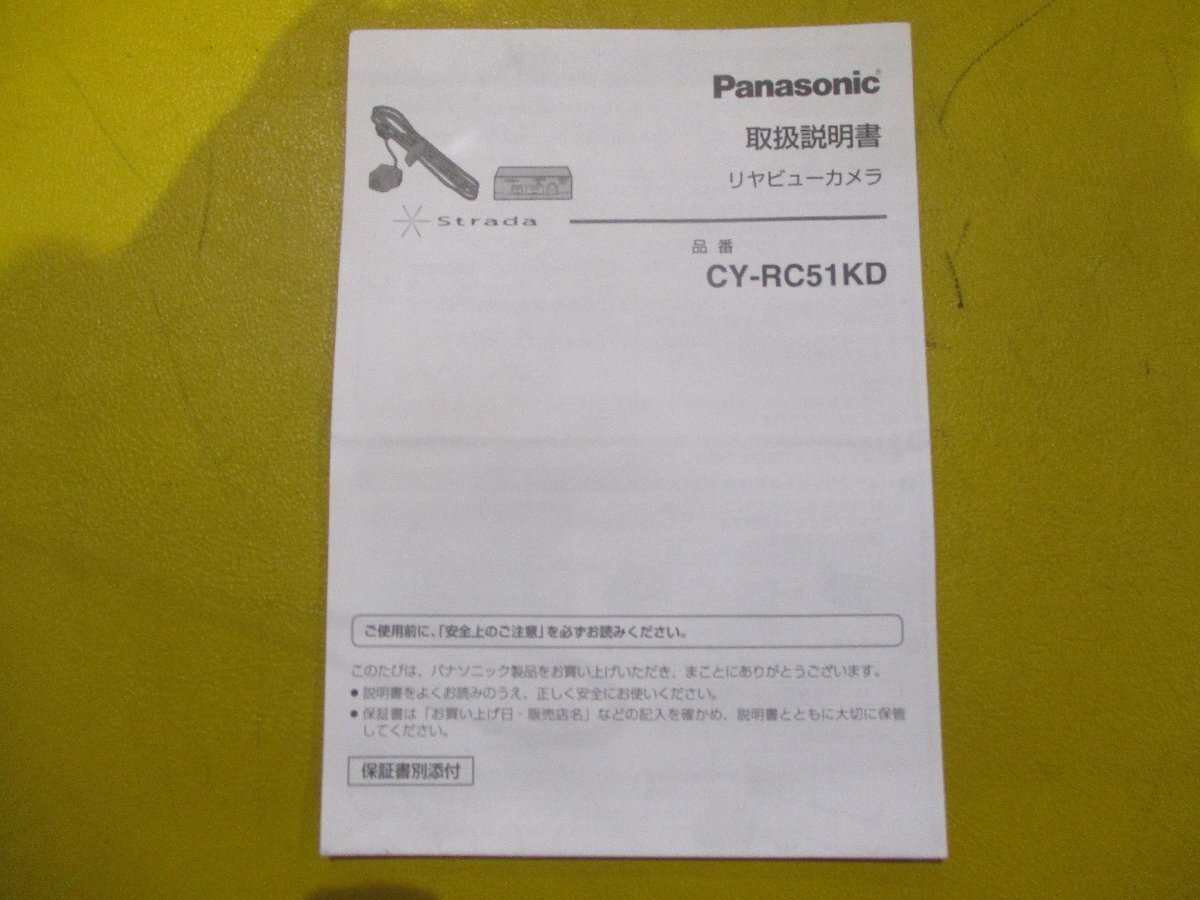 Panasonic
取扱説明書
リヤビューカメラ
Strada
品番
CY-RC51KD
ご使用前に、「安全上のご注意」を必ずお読みください。
このたびは、パナソニック製品をお買い上げいただき、まことにありがとうございます。
● 説明書をよくお読みのうえ、正しく安全にお使いください。
● 保証書は「お買い上げ日・販売店名」などの記入を確かめ、説明書とともに大切に保管
してください。
保証書別添付